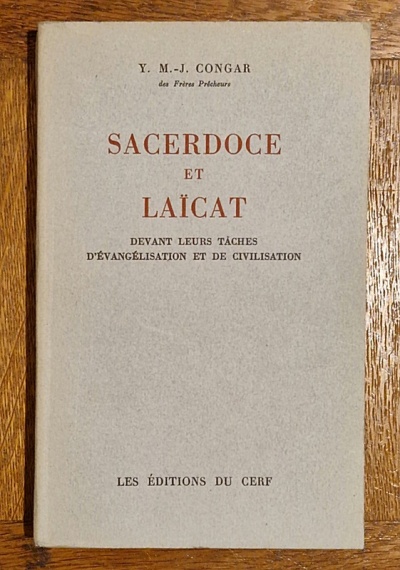 Y. M.-J. CONGAR
des Frères Prêcheurs
SACERDOCE
ET
LAÏCAT
DEVANT LEURS TÂCHES
D'ÉVANGÉLISATION ET DE CIVILISATION
LES ÉDITIONS DU CERF